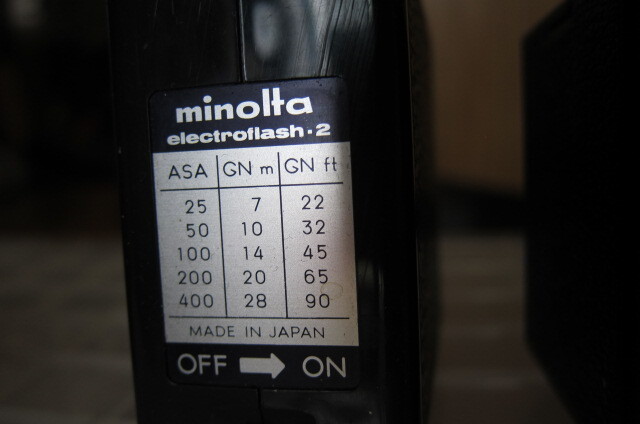 minolta
electroflash·2
ASA GN m GN ft
25 7 22
50 10 32
100 14 45
200 20 65
400 28 90
MADE IN JAPAN
OFF ➡ ON